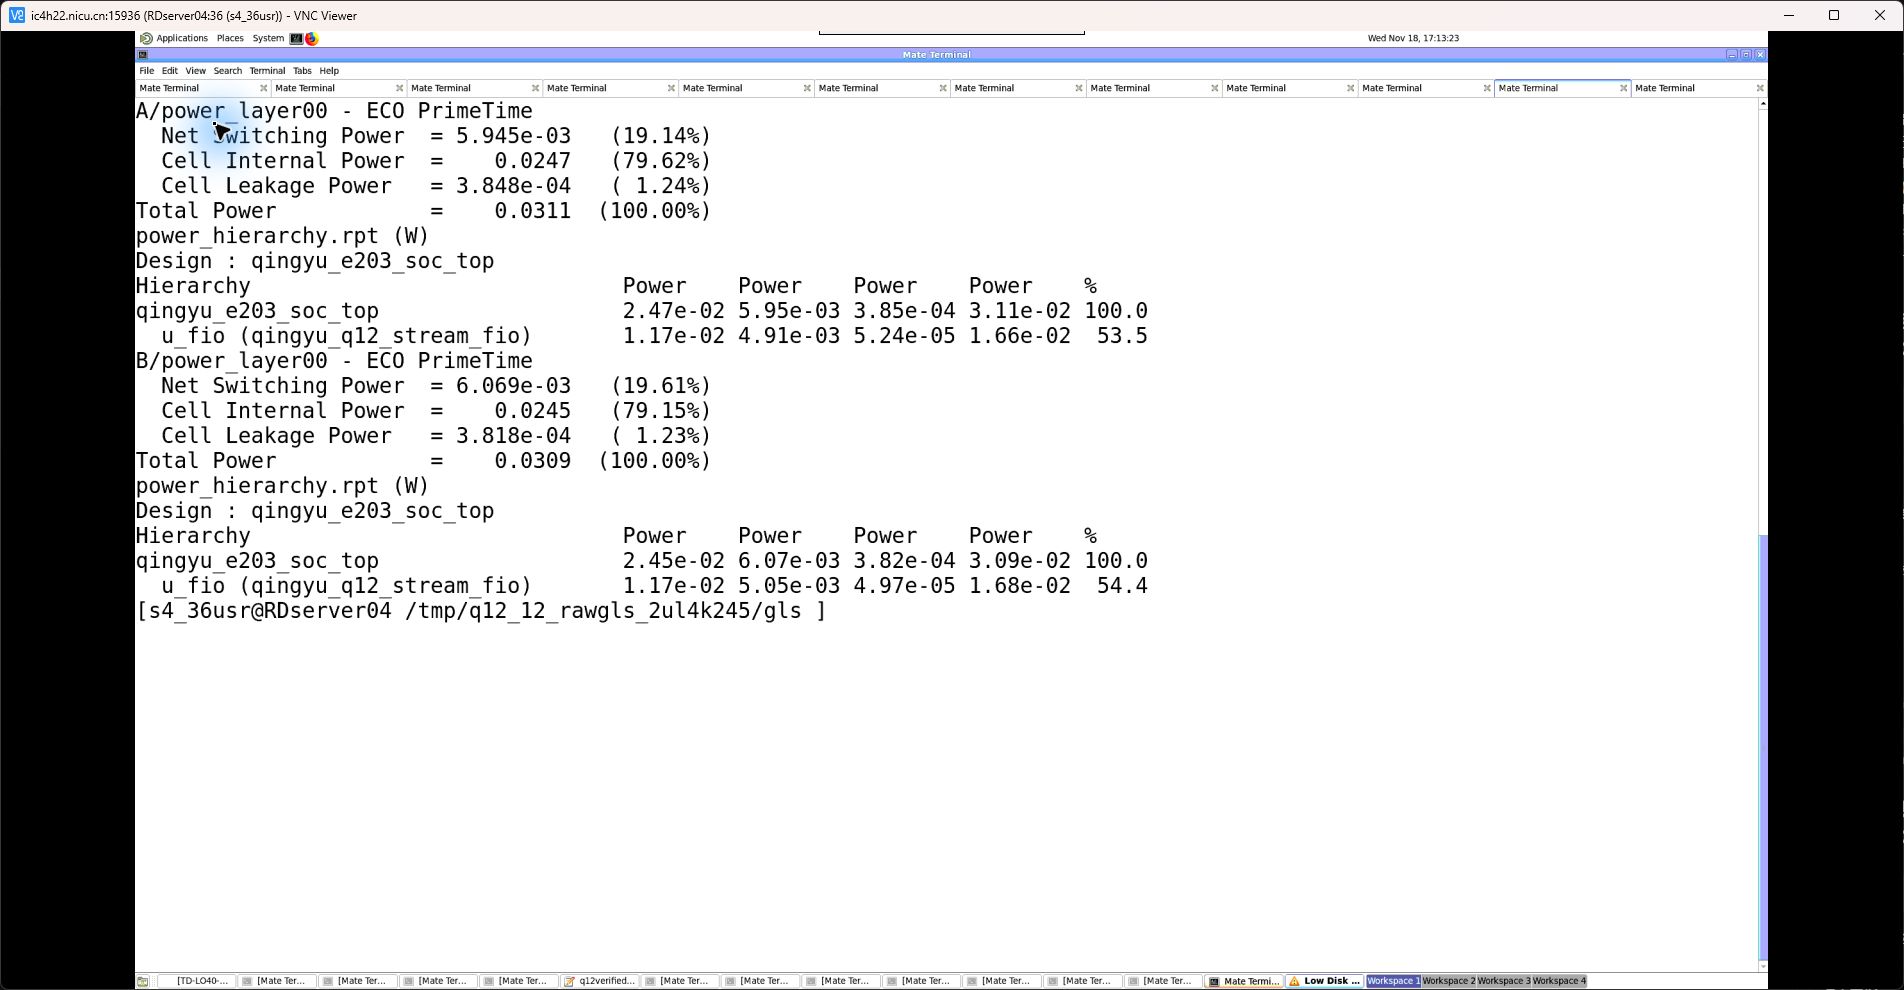 ic4h22.nicu.cn:15936 (RDserver04:36 (s4_36usr)) - VNC Viewer
Applications Places System Wed Nov 18, 17:13:23
Mate Terminal
File Edit View Search Terminal Tabs Help
Mate Terminal Mate Terminal Mate Terminal Mate Terminal Mate Terminal Mate Terminal Mate Terminal Mate Terminal Mate Terminal Mate Terminal Mate Terminal Mate Terminal
A/power_layer00 - ECO PrimeTime
  Net Switching Power  = 5.945e-03   (19.14%)
  Cell Internal Power  =    0.0247   (79.62%)
  Cell Leakage Power   = 3.848e-04   ( 1.24%)
Total Power            =    0.0311  (100.00%)
power_hierarchy.rpt (W)
Design : qingyu_e203_soc_top
Hierarchy                             Power    Power    Power    Power    %
qingyu_e203_soc_top                   2.47e-02 5.95e-03 3.85e-04 3.11e-02 100.0
  u_fio (qingyu_q12_stream_fio)       1.17e-02 4.91e-03 5.24e-05 1.66e-02  53.5
B/power_layer00 - ECO PrimeTime
  Net Switching Power  = 6.069e-03   (19.61%)
  Cell Internal Power  =    0.0245   (79.15%)
  Cell Leakage Power   = 3.818e-04   ( 1.23%)
Total Power            =    0.0309  (100.00%)
power_hierarchy.rpt (W)
Design : qingyu_e203_soc_top
Hierarchy                             Power    Power    Power    Power    %
qingyu_e203_soc_top                   2.45e-02 6.07e-03 3.82e-04 3.09e-02 100.0
  u_fio (qingyu_q12_stream_fio)       1.17e-02 5.05e-03 4.97e-05 1.68e-02  54.4
[s4_36usr@RDserver04 /tmp/q12_12_rawgls_2ul4k245/gls ]
[TD-LO40-... [Mate Ter... [Mate Ter... [Mate Ter... [Mate Ter... q12verified... [Mate Ter... [Mate Ter... [Mate Ter... [Mate Ter... [Mate Ter... [Mate Ter... [Mate Ter... Mate Termi... Low Disk ... Workspace 1 Workspace 2 Workspace 3 Workspace 4